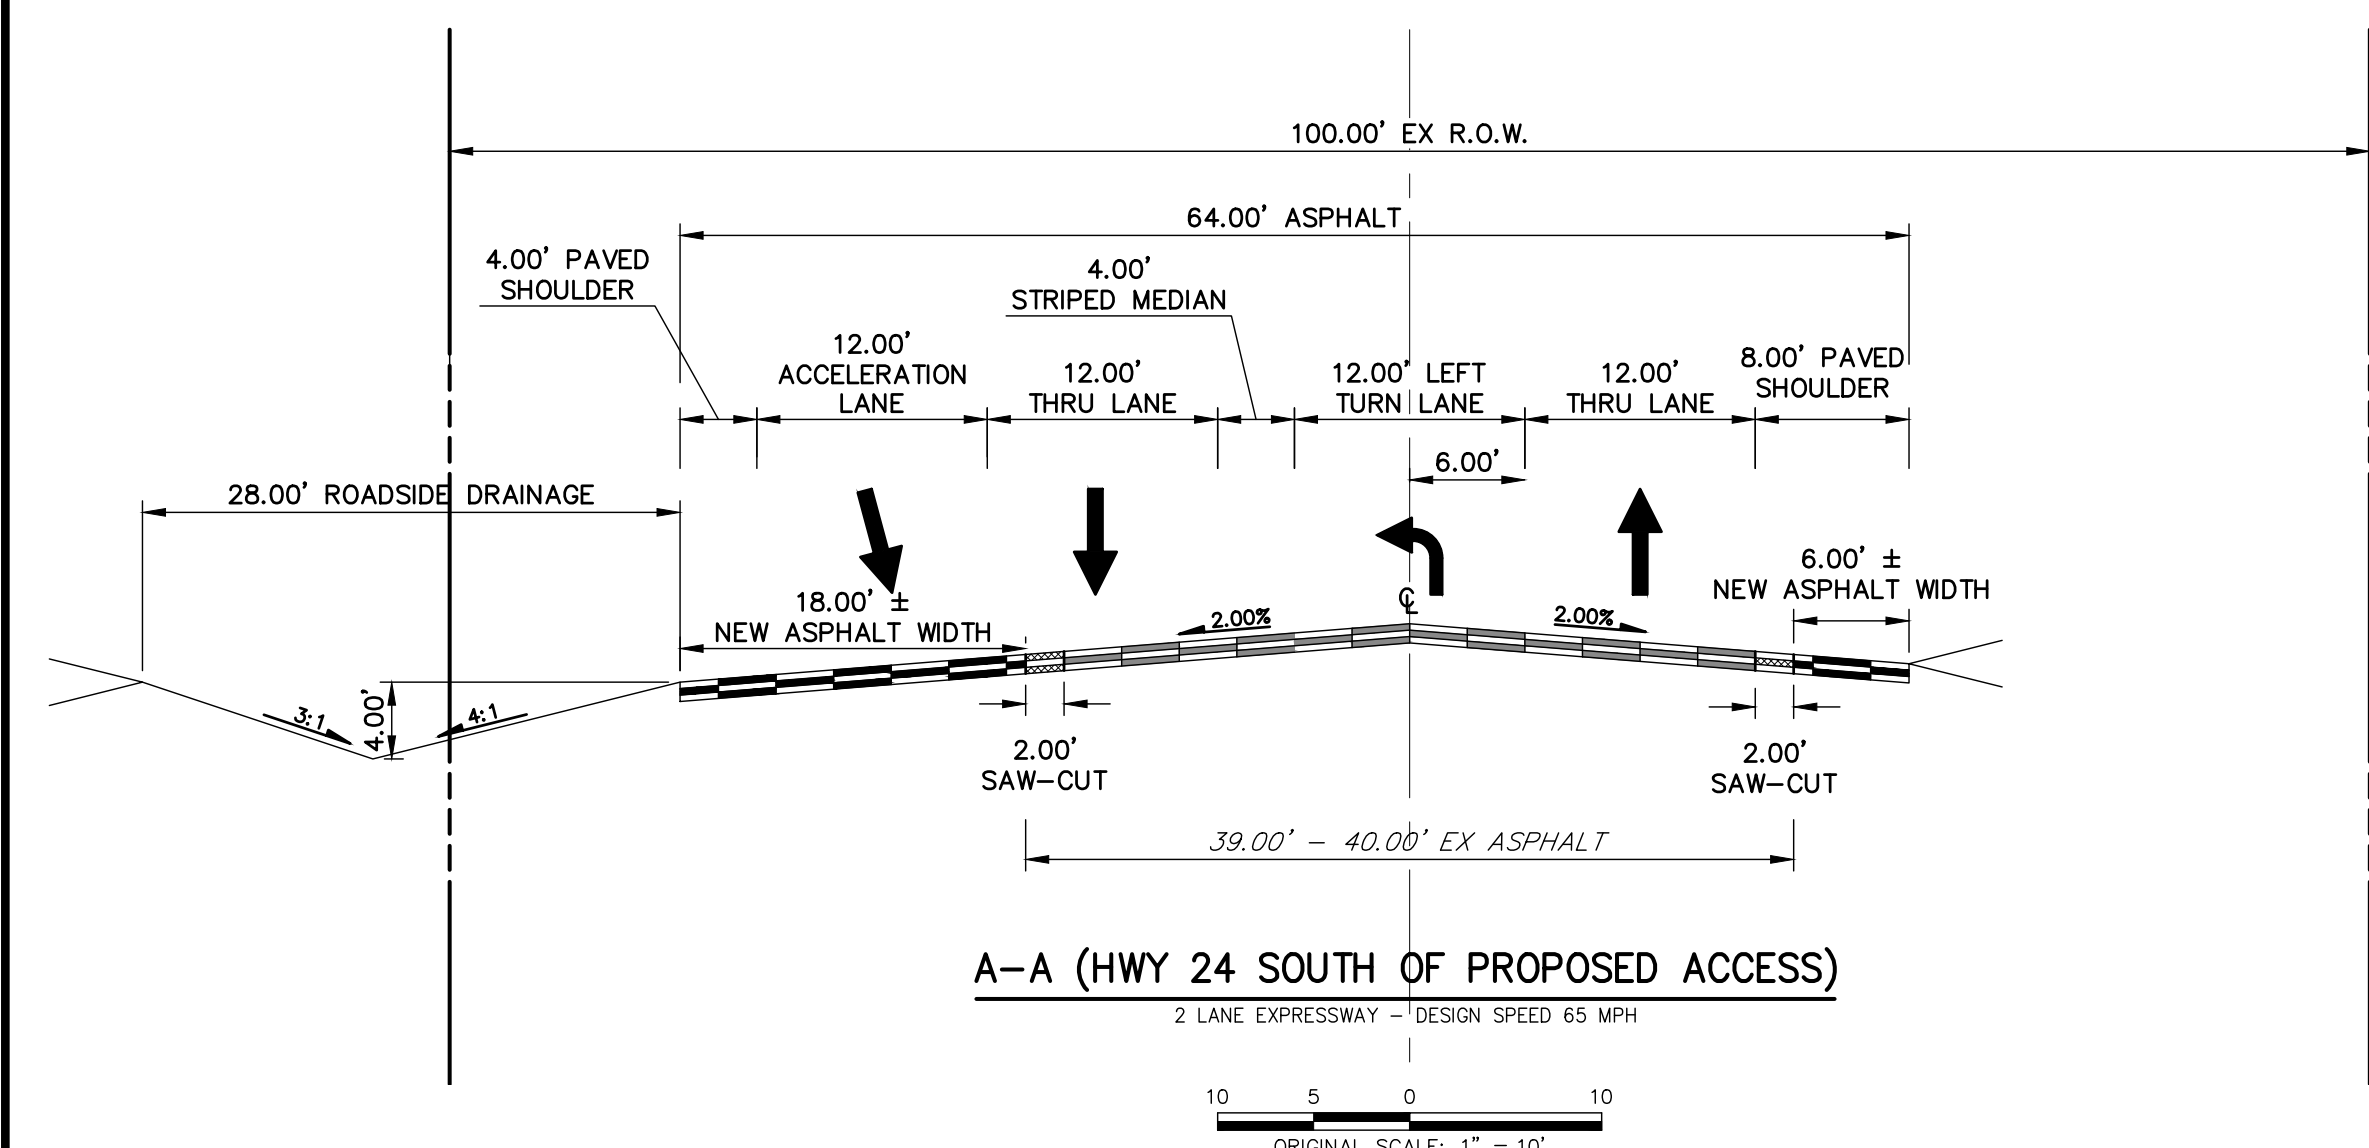 100.00' EX R.O.W.
64.00' ASPHALT
4.00' PAVED
SHOULDER
4.00'
STRIPED MEDIAN
12.00'
ACCELERATION
LANE
12.00'
THRU LANE
12.00' LEFT
TURN LANE
12.00'
THRU LANE
8.00' PAVED
SHOULDER
6.00'
28.00' ROADSIDE DRAINAGE
18.00' ±
NEW ASPHALT WIDTH
2.00%
℄
2.00%
6.00' ±
NEW ASPHALT WIDTH
3:1
4.00'
4:1
2.00'
SAW-CUT
2.00'
SAW-CUT
39.00' - 40.00' EX ASPHALT
A-A (HWY 24 SOUTH OF PROPOSED ACCESS)
2 LANE EXPRESSWAY - DESIGN SPEED 65 MPH
10 5 0 10
ORIGINAL SCALE: 1" = 10'